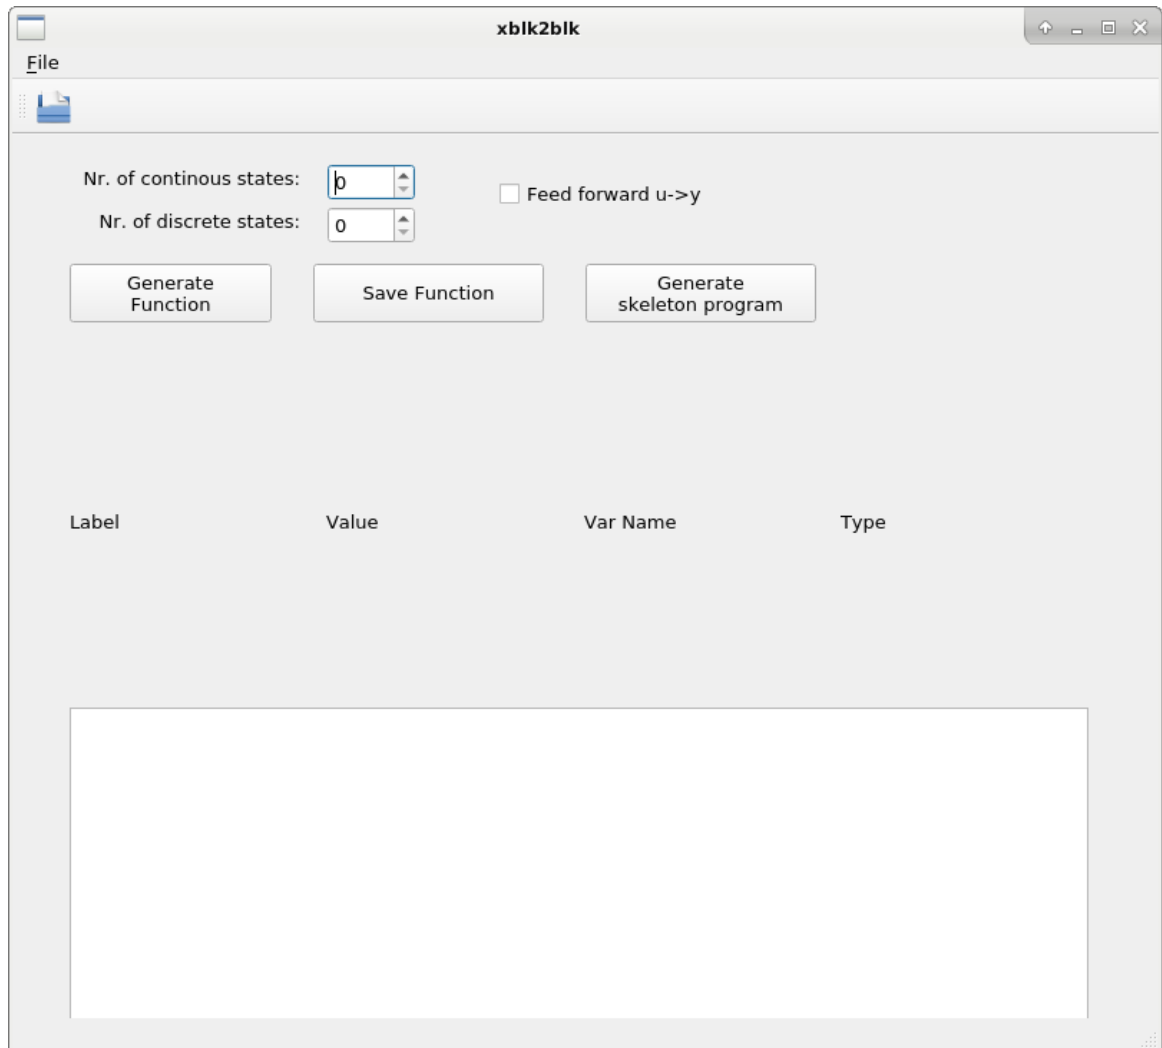 xblk2blk
File
Nr. of continous states: 0
Feed forward u->y
Nr. of discrete states: 0
Generate
Function
Save Function
Generate
skeleton program
Label Value Var Name Type